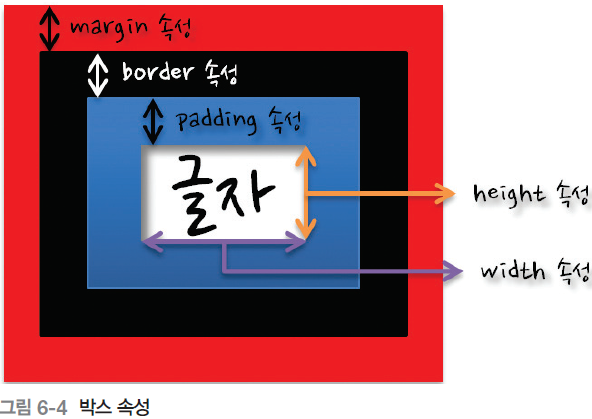 margin 속성
border 속성
padding 속성
글자
height 속성
width 속성
그림 6-4 박스 속성